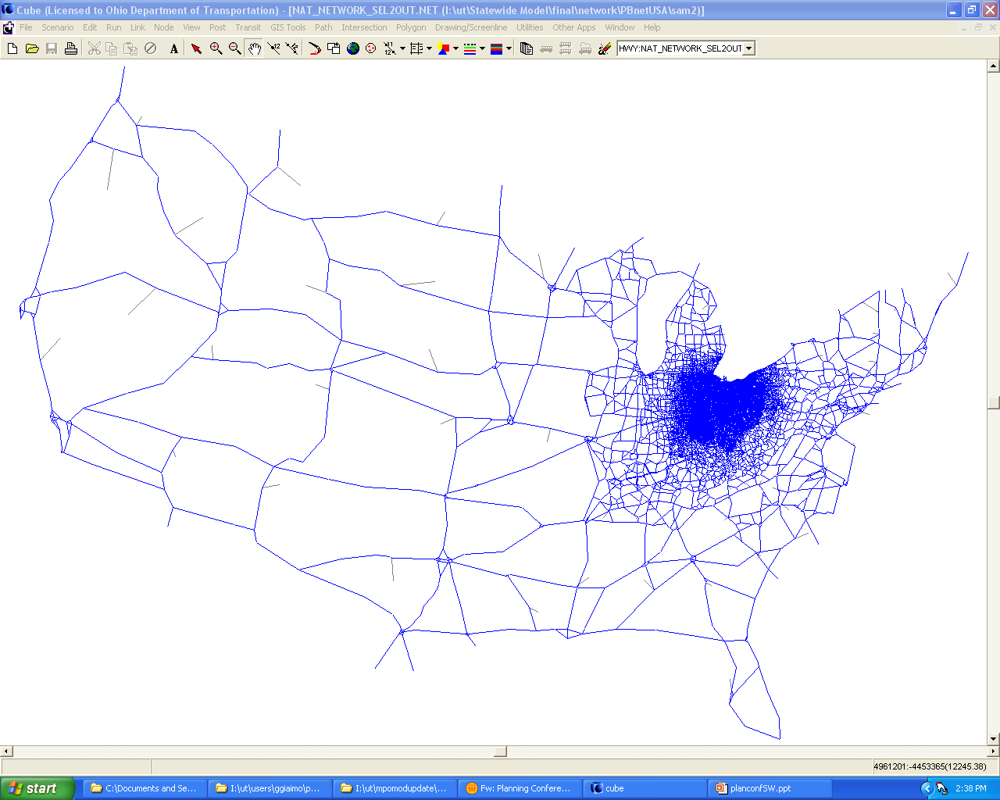 Cube (Licensed to Ohio Department of Transportation) - [NAT_NETWORK_SEL2OUT.NET (I:\ut\Statewide Model\final\network\PBnetUSA\sam2)]
File Scenario Edit Run Link Node View Post Transit GIS Tools Path Intersection Polygon Drawing/Screenline Utilities Other Apps Window Help
HWY:NAT_NETWORK_SEL2OUT
4961201:-4453365(12245.38)
start C:\Documents and Se... I:\ut\users\ggiaimo\p... I:\ut\mpomodupdate\... Fw: Planning Confere... cube planconfSW.ppt 2:38 PM